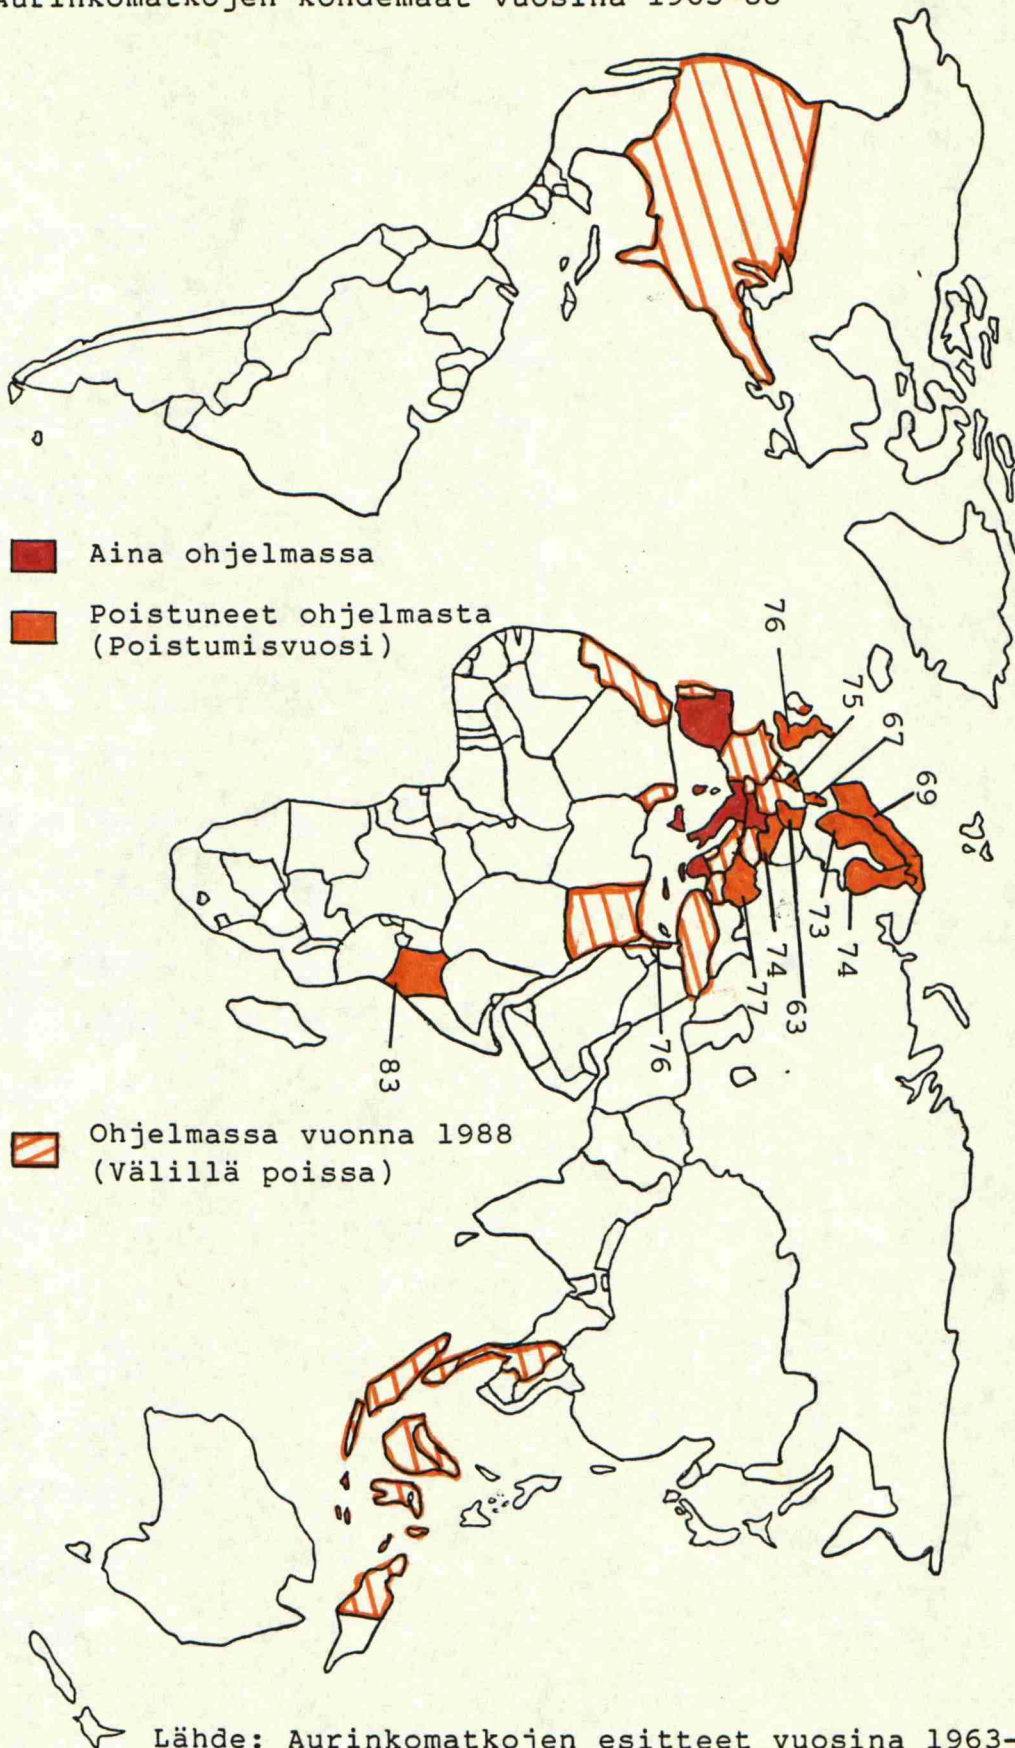 Aurinkomatkojen kohdemaat vuosina 1963-88
Aina ohjelmassa
Poistuneet ohjelmasta
(Poistumisvuosi)
76
75
67
69
73
74
63
74
77
76
83
Ohjelmassa vuonna 1988
(Välillä poissa)
Lähde: Aurinkomatkojen esitteet vuosina 1963-